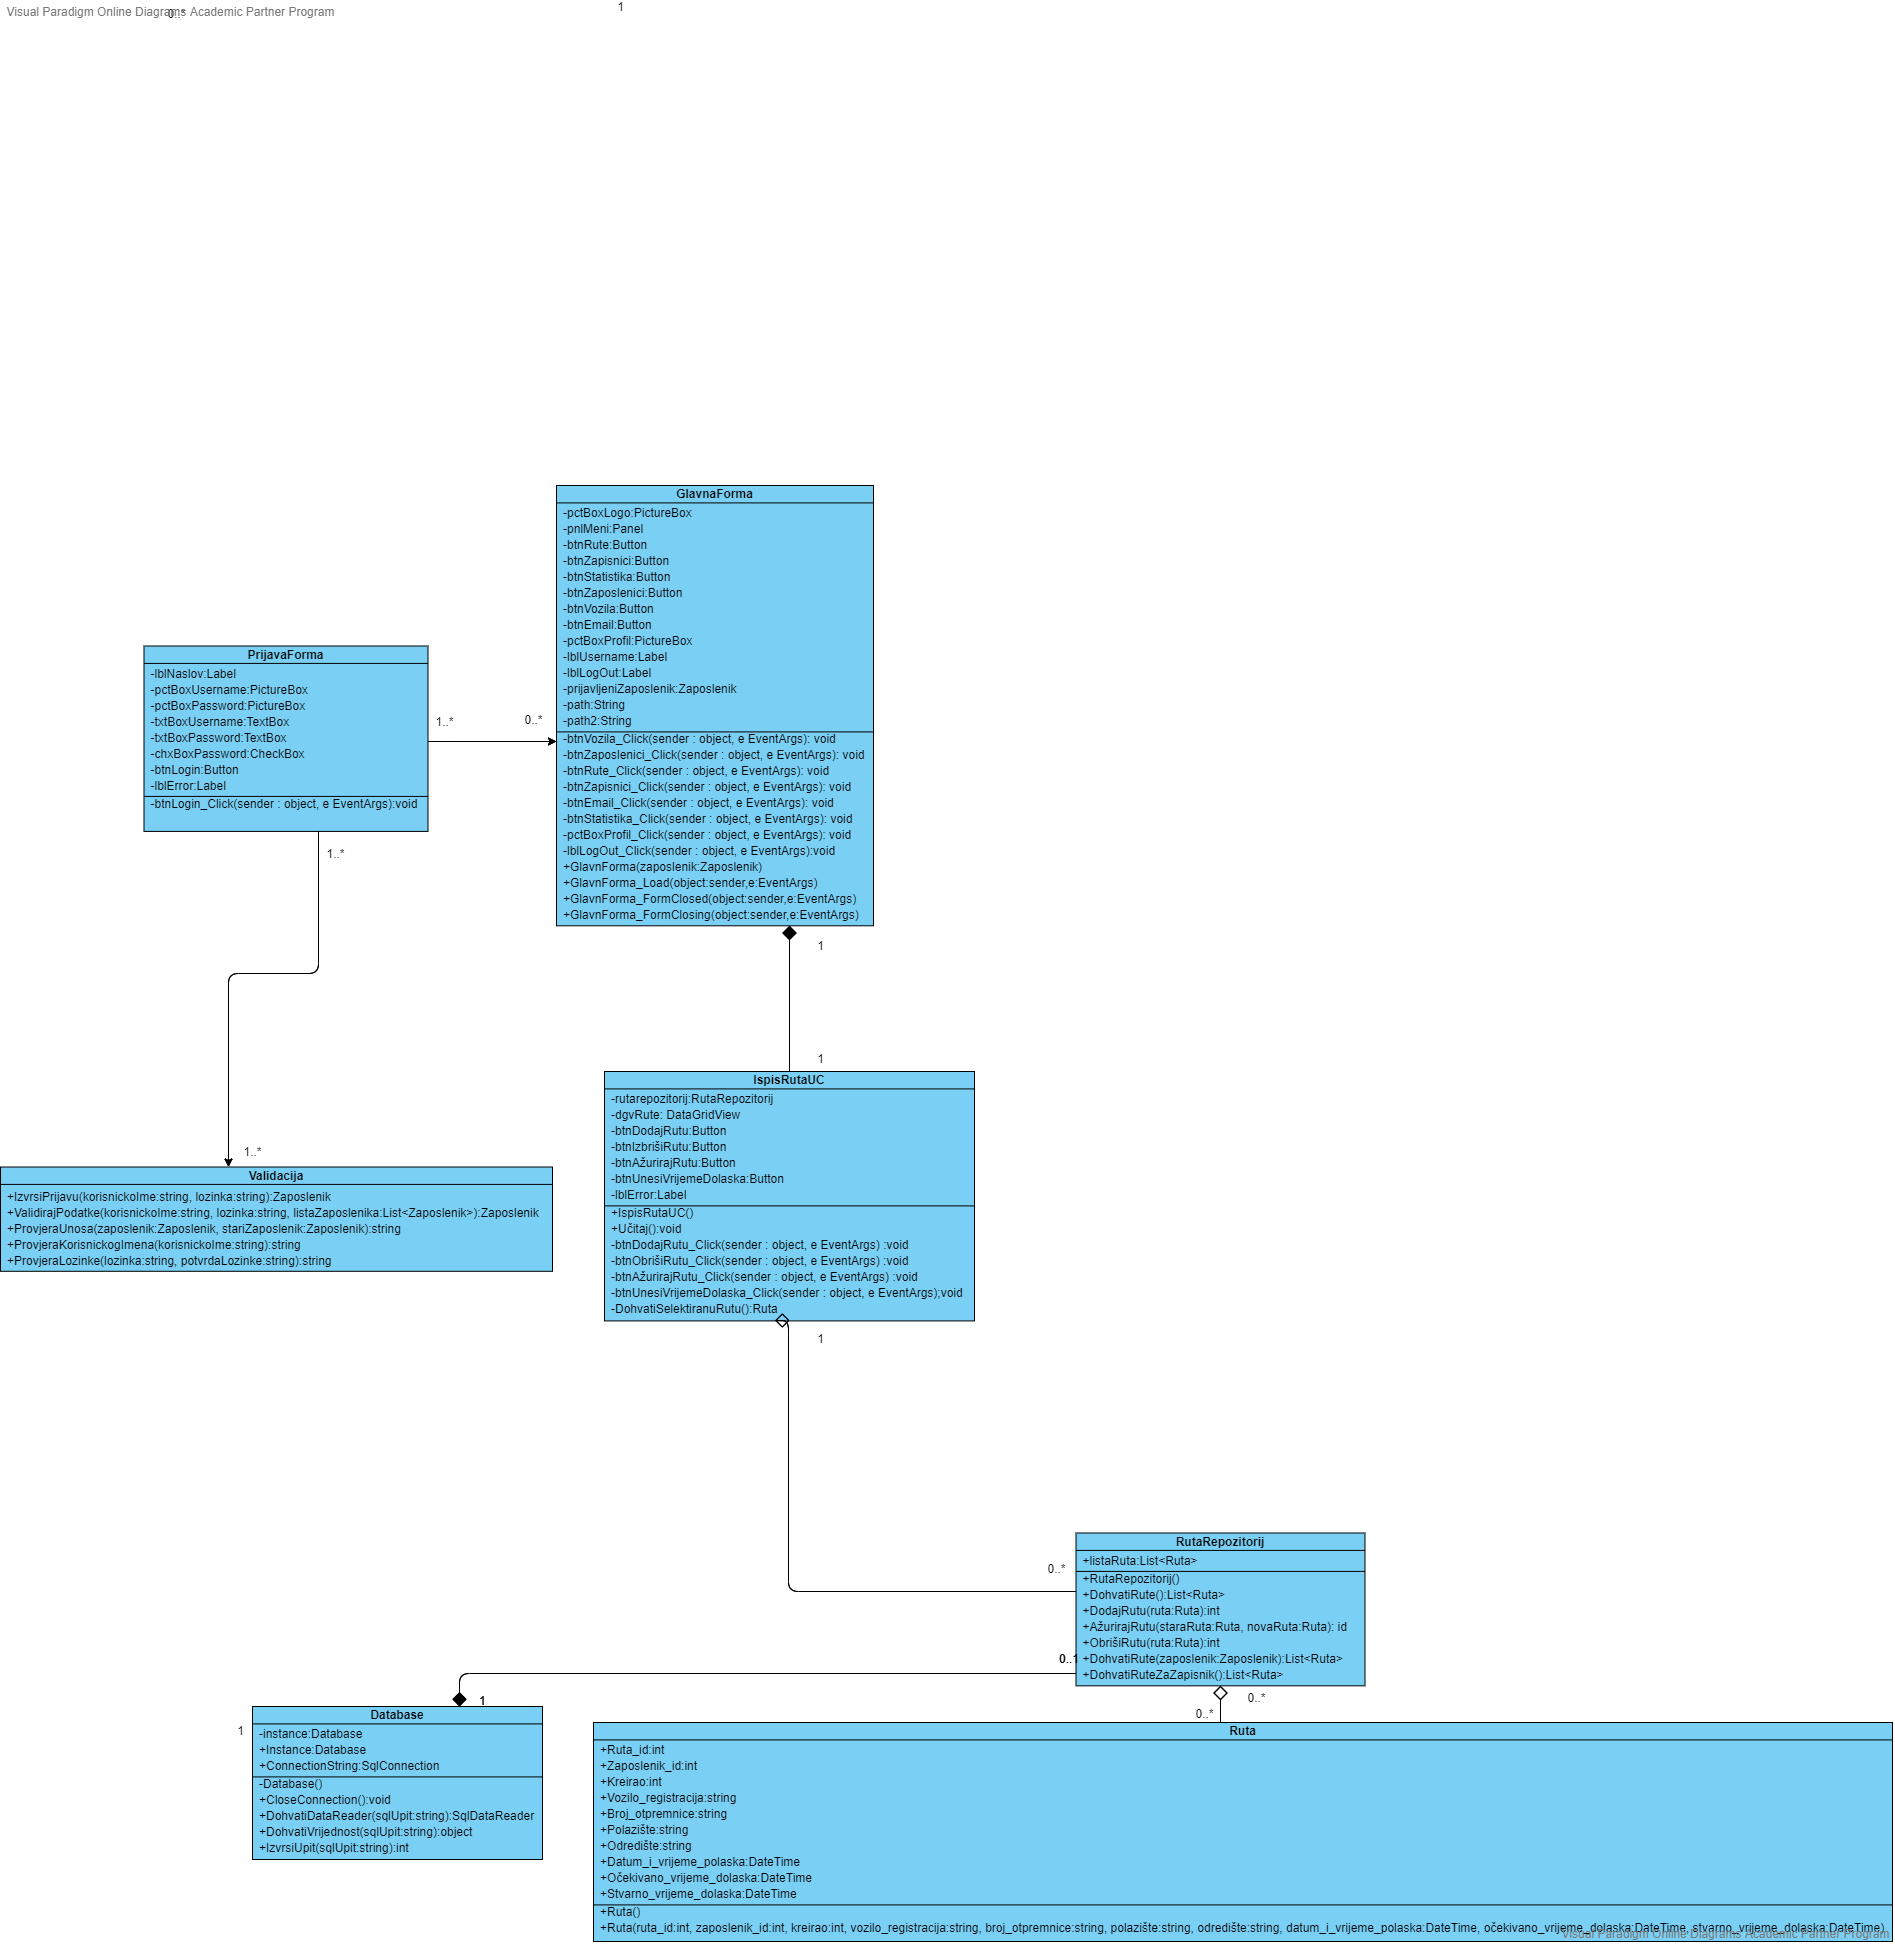 Visual Paradigm Online Diagrams Academic Partner Program
0..*
1
GlavnaForma
-pctBoxLogo:PictureBox
-pnlMeni:Panel
-btnRute:Button
-btnZapisnici:Button
-btnStatistika:Button
-btnZaposlenici:Button
-btnVozila:Button
-btnEmail:Button
-pctBoxProfil:PictureBox
-lblUsername:Label
-lblLogOut:Label
-prijavljeniZaposlenik:Zaposlenik
-path:String
-path2:String
-btnVozila_Click(sender : object, e EventArgs): void
-btnZaposlenici_Click(sender : object, e EventArgs): void
-btnRute_Click(sender : object, e EventArgs): void
-btnZapisnici_Click(sender : object, e EventArgs): void
-btnEmail_Click(sender : object, e EventArgs): void
-btnStatistika_Click(sender : object, e EventArgs): void
-pctBoxProfil_Click(sender : object, e EventArgs): void
-lblLogOut_Click(sender : object, e EventArgs):void
+GlavnForma(zaposlenik:Zaposlenik)
+GlavnForma_Load(object:sender,e:EventArgs)
+GlavnForma_FormClosed(object:sender,e:EventArgs)
+GlavnForma_FormClosing(object:sender,e:EventArgs)
PrijavaForma
-lblNaslov:Label
-pctBoxUsername:PictureBox
-pctBoxPassword:PictureBox
-txtBoxUsername:TextBox
-txtBoxPassword:TextBox
-chxBoxPassword:CheckBox
-btnLogin:Button
-lblError:Label
-btnLogin_Click(sender : object, e EventArgs):void
1..*
0..*
1..*
1
1
1..*
Validacija
+IzvrsiPrijavu(korisnickoIme:string, lozinka:string):Zaposlenik
+ValidirajPodatke(korisnickoIme:string, lozinka:string, listaZaposlenika:List<Zaposlenik>):Zaposlenik
+ProvjeraUnosa(zaposlenik:Zaposlenik, stariZaposlenik:Zaposlenik):string
+ProvjeraKorisnickogImena(korisnickoIme:string):string
+ProvjeraLozinke(lozinka:string, potvrdaLozinke:string):string
IspisRutaUC
-rutarepozitorij:RutaRepozitorij
-dgvRute: DataGridView
-btnDodajRutu:Button
-btnIzbrišiRutu:Button
-btnAžurirajRutu:Button
-btnUnesiVrijemeDolaska:Button
-lblError:Label
+IspisRutaUC()
+Učitaj():void
-btnDodajRutu_Click(sender : object, e EventArgs) :void
-btnObrišiRutu_Click(sender : object, e EventArgs) :void
-btnAžurirajRutu_Click(sender : object, e EventArgs) :void
-btnUnesiVrijemeDolaska_Click(sender : object, e EventArgs);void
-DohvatiSelektiranuRutu():Ruta
1
0..*
RutaRepozitorij
+listaRuta:List<Ruta>
+RutaRepozitorij()
+DohvatiRute():List<Ruta>
+DodajRutu(ruta:Ruta):int
+AžurirajRutu(staraRuta:Ruta, novaRuta:Ruta): id
+ObrišiRutu(ruta:Ruta):int
+DohvatiRute(zaposlenik:Zaposlenik):List<Ruta>
+DohvatiRuteZaZapisnik():List<Ruta>
0..1
1
0..*
0..*
1
Database
-instance:Database
+Instance:Database
+ConnectionString:SqlConnection
-Database()
+CloseConnection():void
+DohvatiDataReader(sqlUpit:string):SqlDataReader
+DohvatiVrijednost(sqlUpit:string):object
+IzvrsiUpit(sqlUpit:string):int
Ruta
+Ruta_id:int
+Zaposlenik_id:int
+Kreirao:int
+Vozilo_registracija:string
+Broj_otpremnice:string
+Polazište:string
+Odredište:string
+Datum_i_vrijeme_polaska:DateTime
+Očekivano_vrijeme_dolaska:DateTime
+Stvarno_vrijeme_dolaska:DateTime
+Ruta()
+Ruta(ruta_id:int, zaposlenik_id:int, kreirao:int, vozilo_registracija:string, broj_otpremnice:string, polazište:string, odredište:string, datum_i_vrijeme_polaska:DateTime, očekivano_vrijeme_dolaska:DateTime, stvarno_vrijeme_dolaska:DateTime)
Visual Paradigm Online Diagrams Academic Partner Program